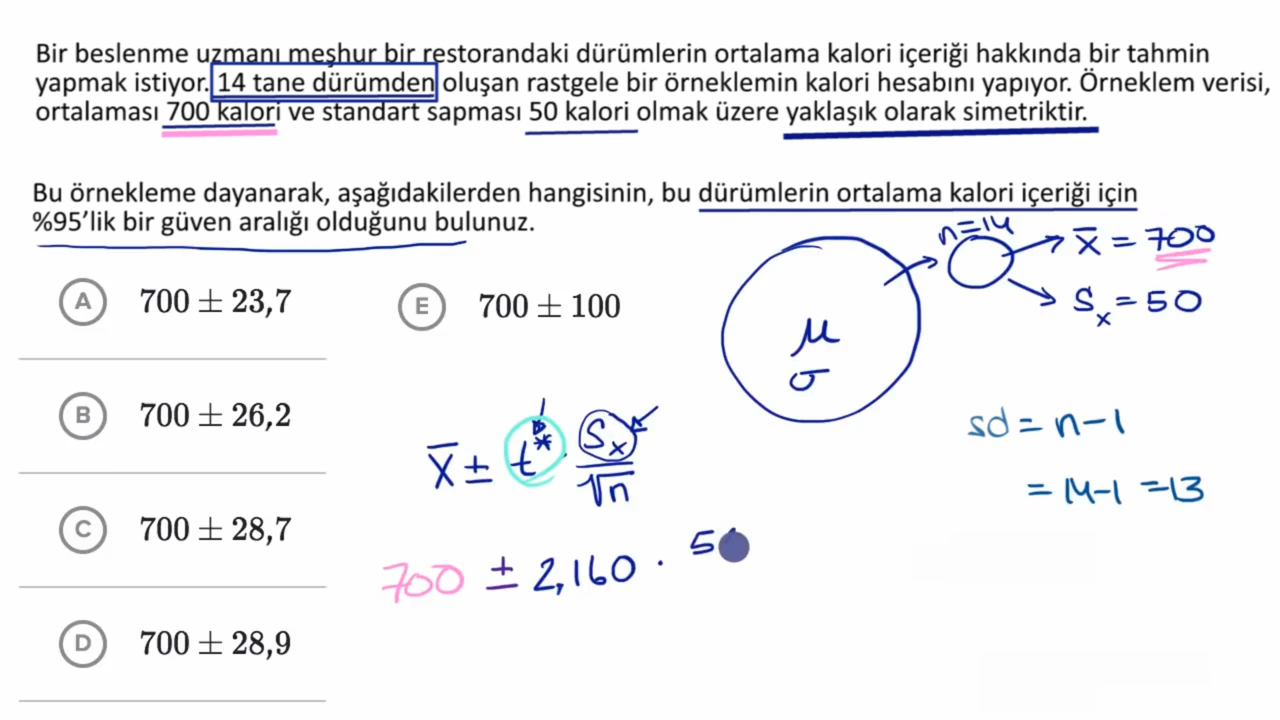 Bir beslenme uzmanı meşhur bir restorandaki dürümlerin ortalama kalori içeriği hakkında bir tahmin
yapmak istiyor. 14 tane dürümden oluşan rastgele bir örneklemin kalori hesabını yapıyor. Örneklem verisi,
ortalaması 700 kalori ve standart sapması 50 kalori olmak üzere yaklaşık olarak simetriktir.
Bu örnekleme dayanarak, aşağıdakilerden hangisinin, bu dürümlerin ortalama kalori içeriği için
%95'lik bir güven aralığı olduğunu bulunuz.
A 700 ± 23,7
B 700 ± 26,2
C 700 ± 28,7
D 700 ± 28,9
E 700 ± 100
n=14
x̄ = 700
Sx = 50
μ
σ
x̄ ± t* · Sx/√n
sd = n-1
= 14-1 = 13
700 ± 2,160 · 5